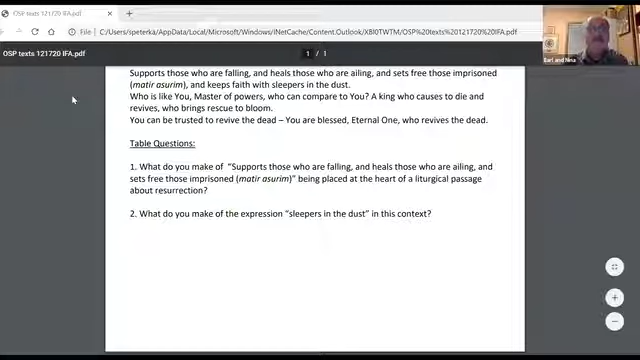 OSP texts 121720 IFA.pdf
File
C:/Users/speterka/AppData/Local/Microsoft/Windows/INetCache/Content.Outlook/XBI0TWTM/OSP%20texts%20121720%20IFA.pdf
OSP texts 121720 IFA.pdf
1 / 1
Earl and Nina
Supports those who are falling, and heals those who are ailing, and sets free those imprisoned
(matir asurim), and keeps faith with sleepers in the dust.
Who is like You, Master of powers, who can compare to You? A king who causes to die and
revives, who brings rescue to bloom.
You can be trusted to revive the dead – You are blessed, Eternal One, who revives the dead.
Table Questions:
1. What do you make of “Supports those who are falling, and heals those who are ailing, and
sets free those imprisoned (matir asurim)” being placed at the heart of a liturgical passage
about resurrection?
2. What do you make of the expression “sleepers in the dust” in this context?